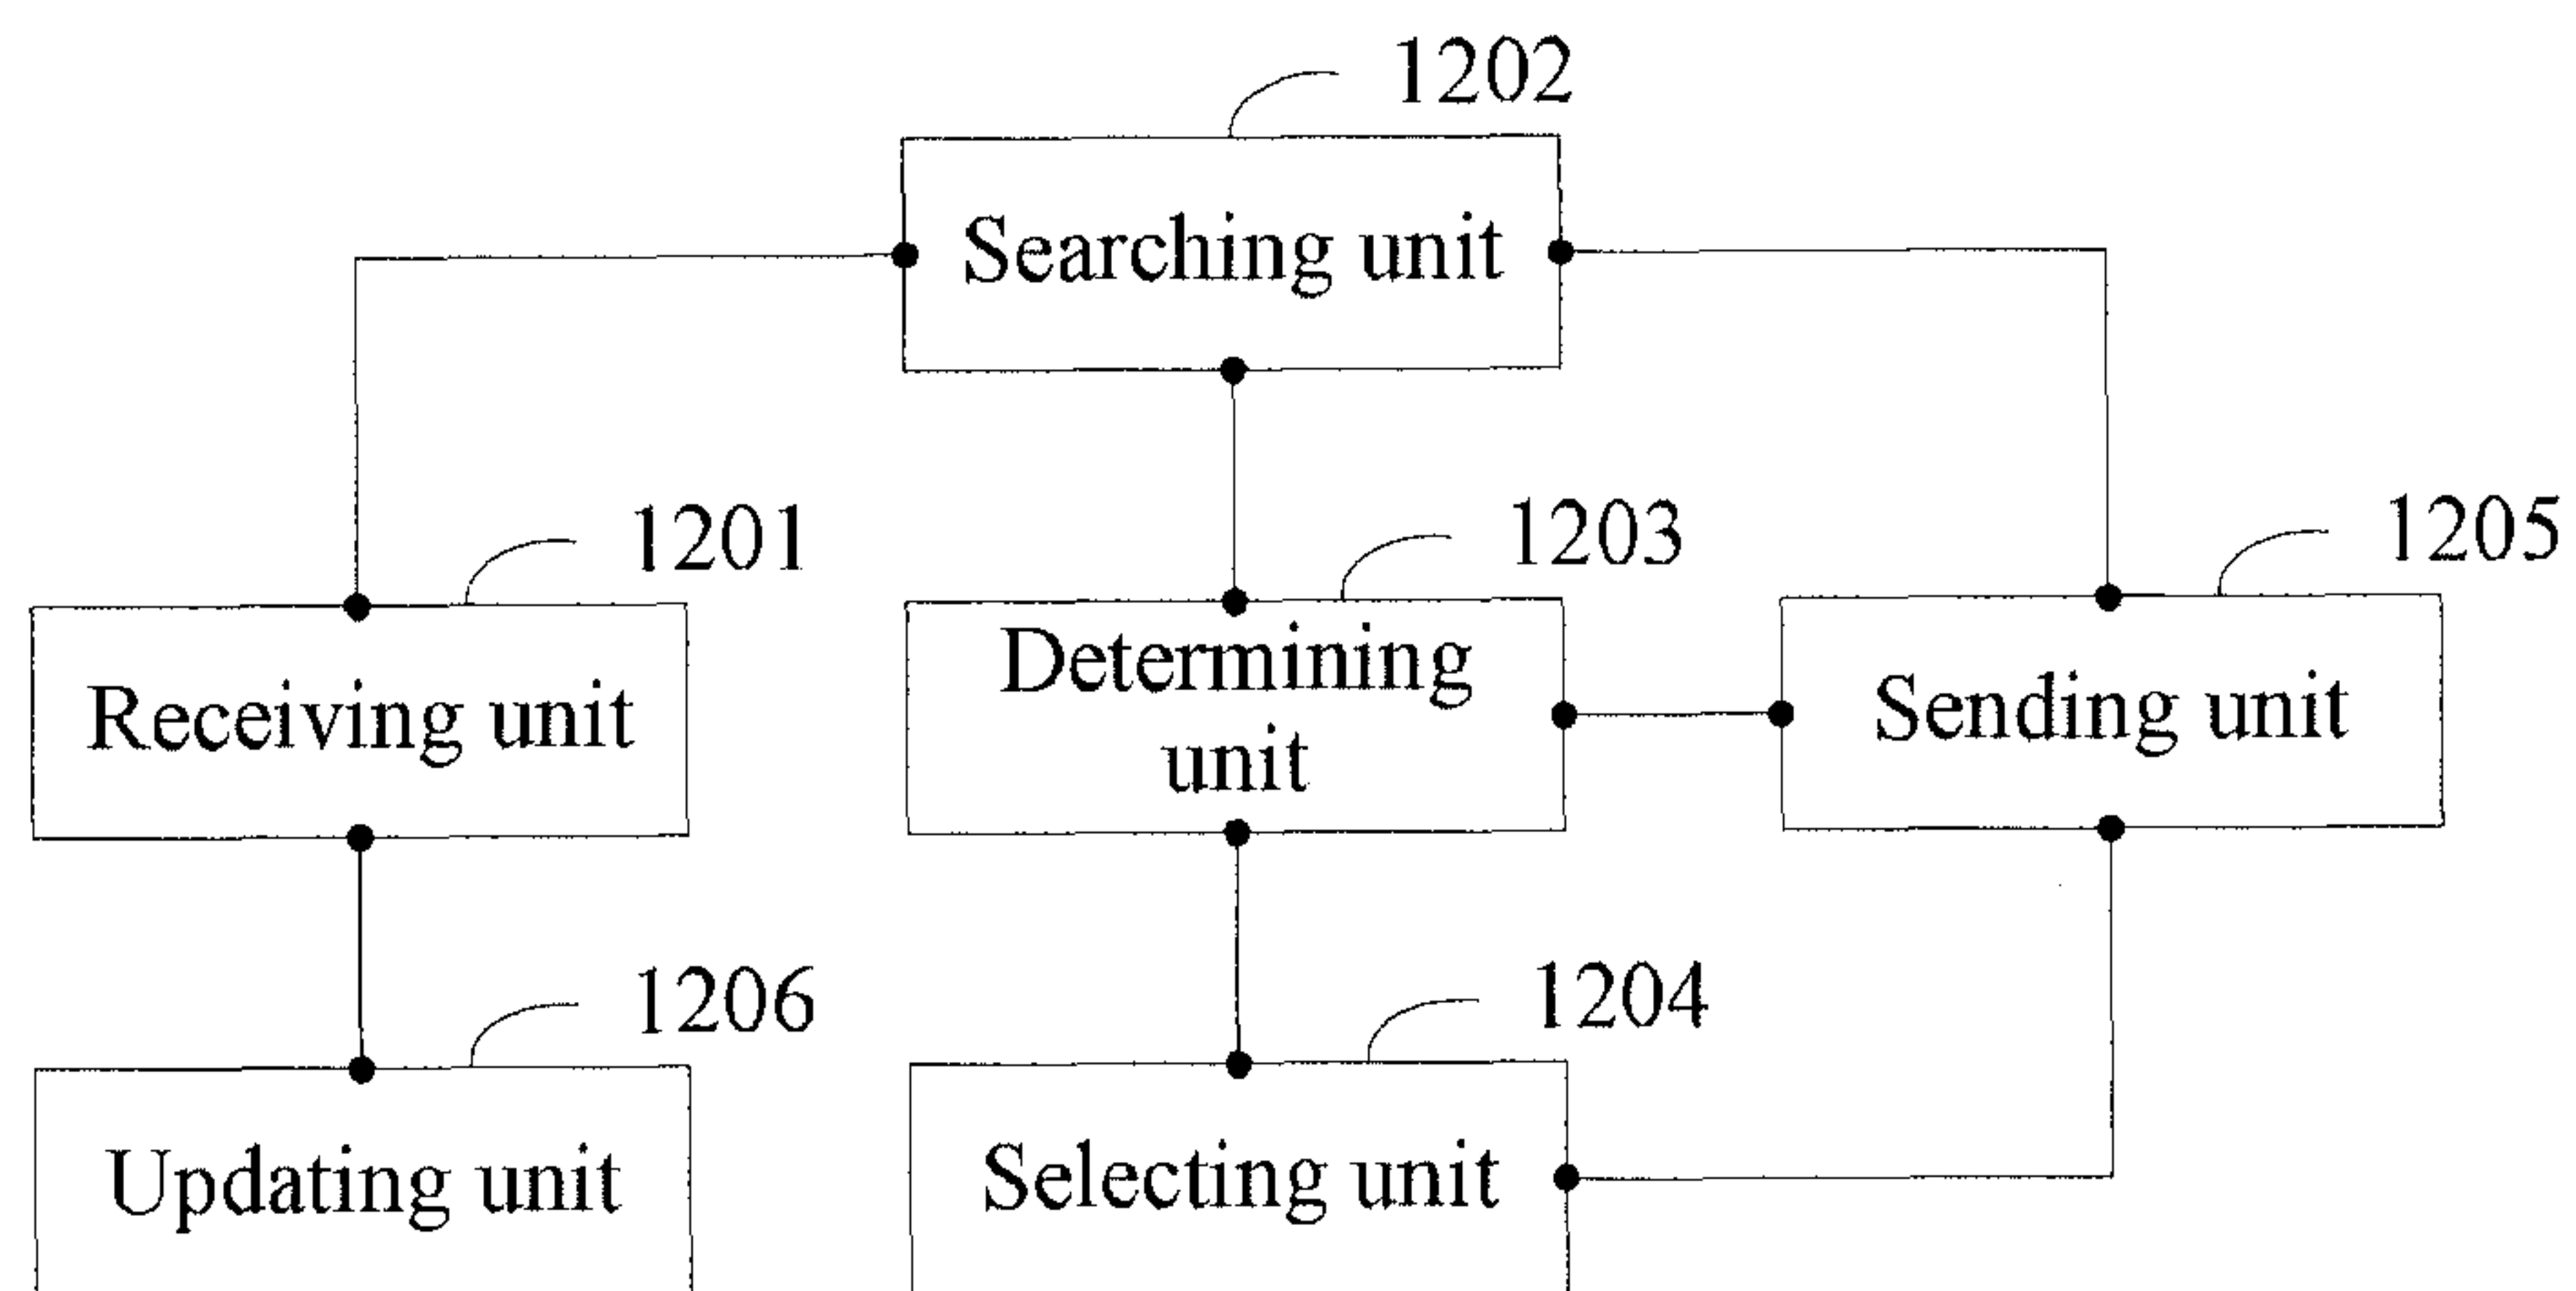 1202
Searching unit
1201
1203
1205
Receiving unit
Determining
unit
Sending unit
1206
1204
Updating unit
Selecting unit